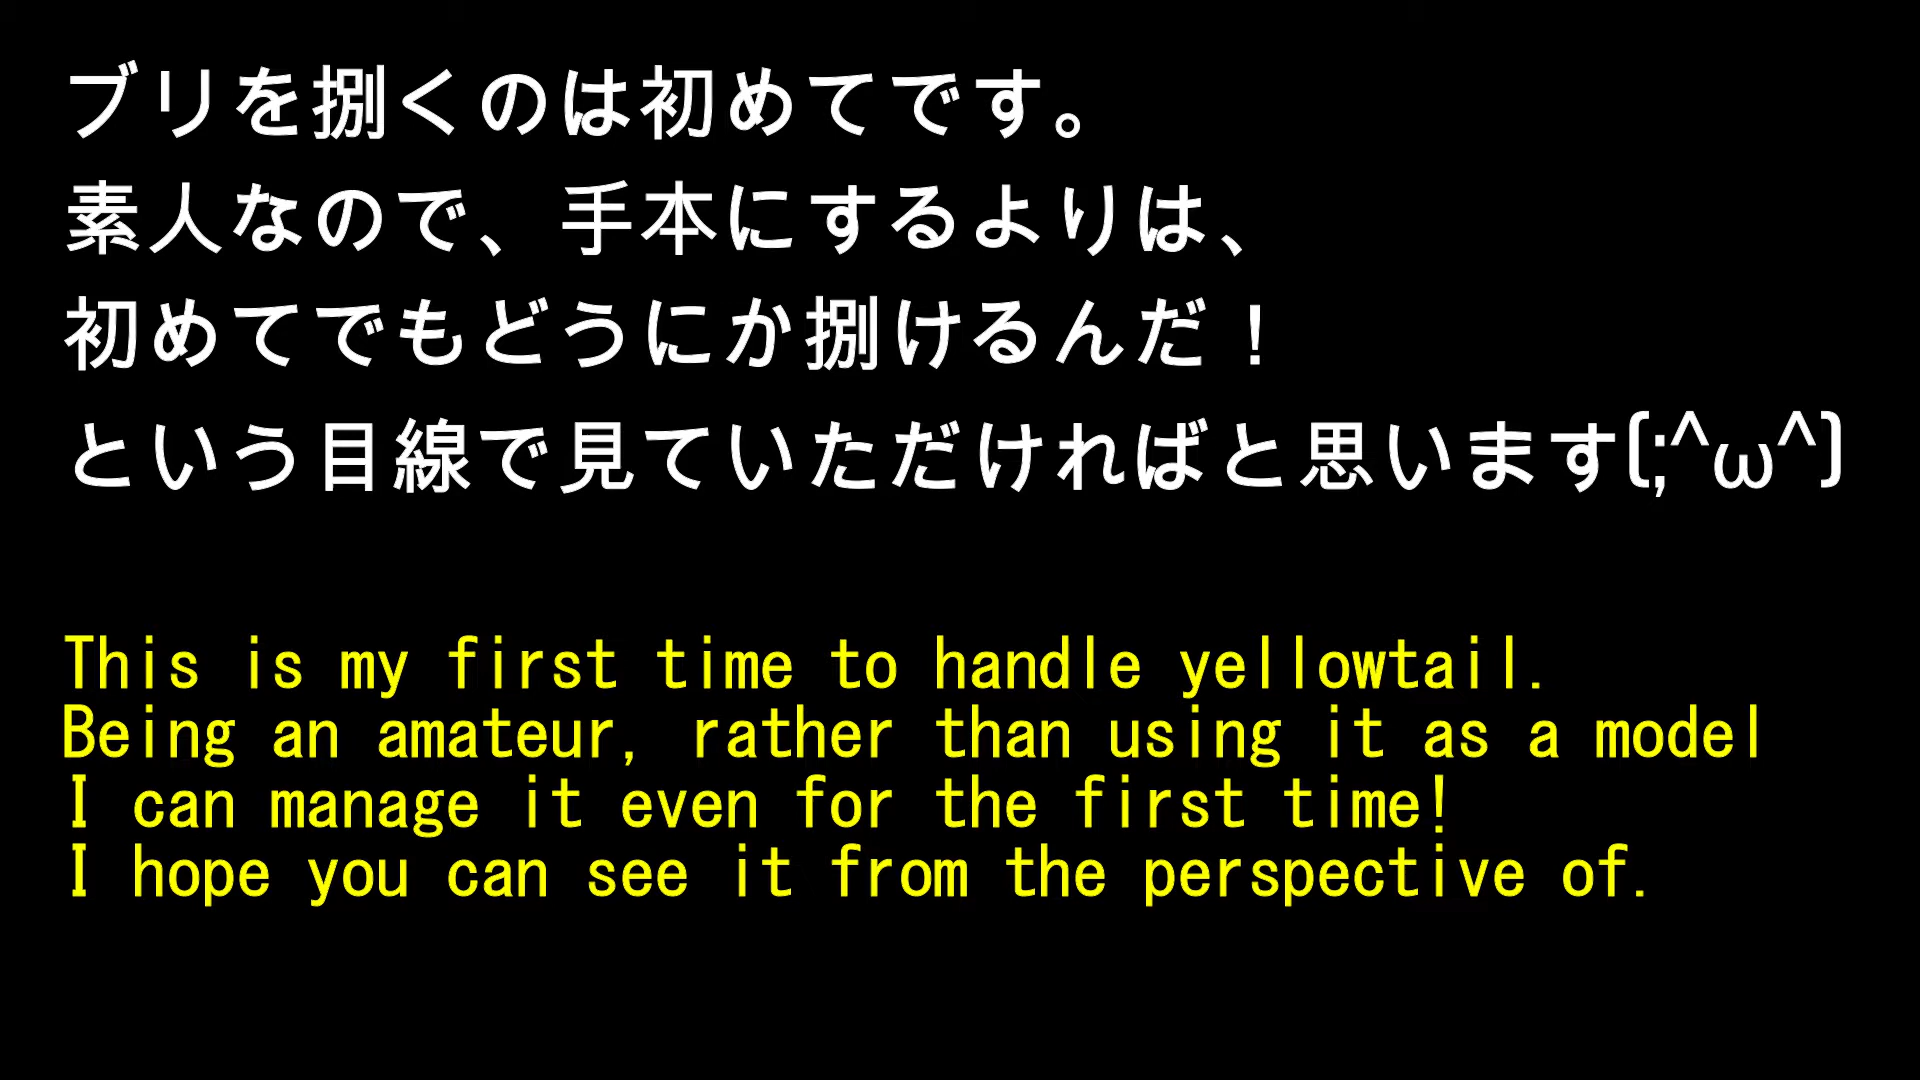 ブリを捌くのは初めてです。
素人なので、手本にするよりは、
初めてでもどうにか捌けるんだ！
という目線で見ていただければと思います(;^ω^)
This is my first time to handle yellowtail.
Being an amateur, rather than using it as a model
I can manage it even for the first time!
I hope you can see it from the perspective of.